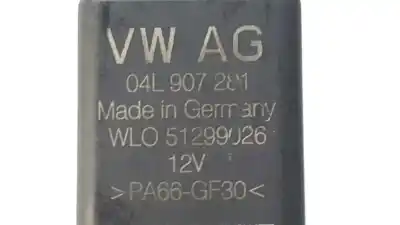 VW AG
04L 907 281
Made in Germany
WLO 51299026
12V
>PA66-GF30<